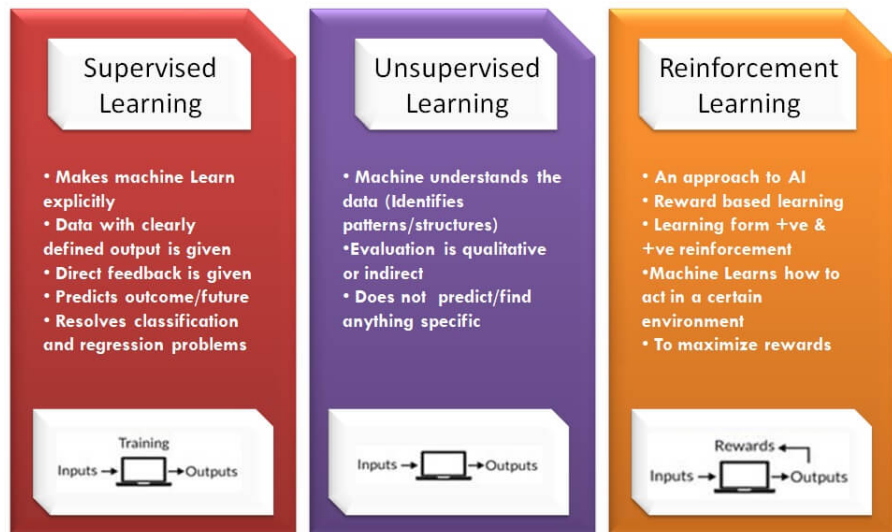 Supervised
Learning
• Makes machine Learn
explicitly
• Data with clearly
defined output is given
• Direct feedback is given
• Predicts outcome/future
• Resolves classification
and regression problems
Training
Inputs
Outputs
Unsupervised
Learning
• Machine understands the
data (Identifies
patterns/structures)
•Evaluation is qualitative
or indirect
• Does not predict/find
anything specific
Inputs
Outputs
Reinforcement
Learning
• An approach to AI
• Reward based learning
• Learning form +ve &
+ve reinforcement
•Machine Learns how to
act in a certain
environment
• To maximize rewards
Rewards
Inputs
Outputs